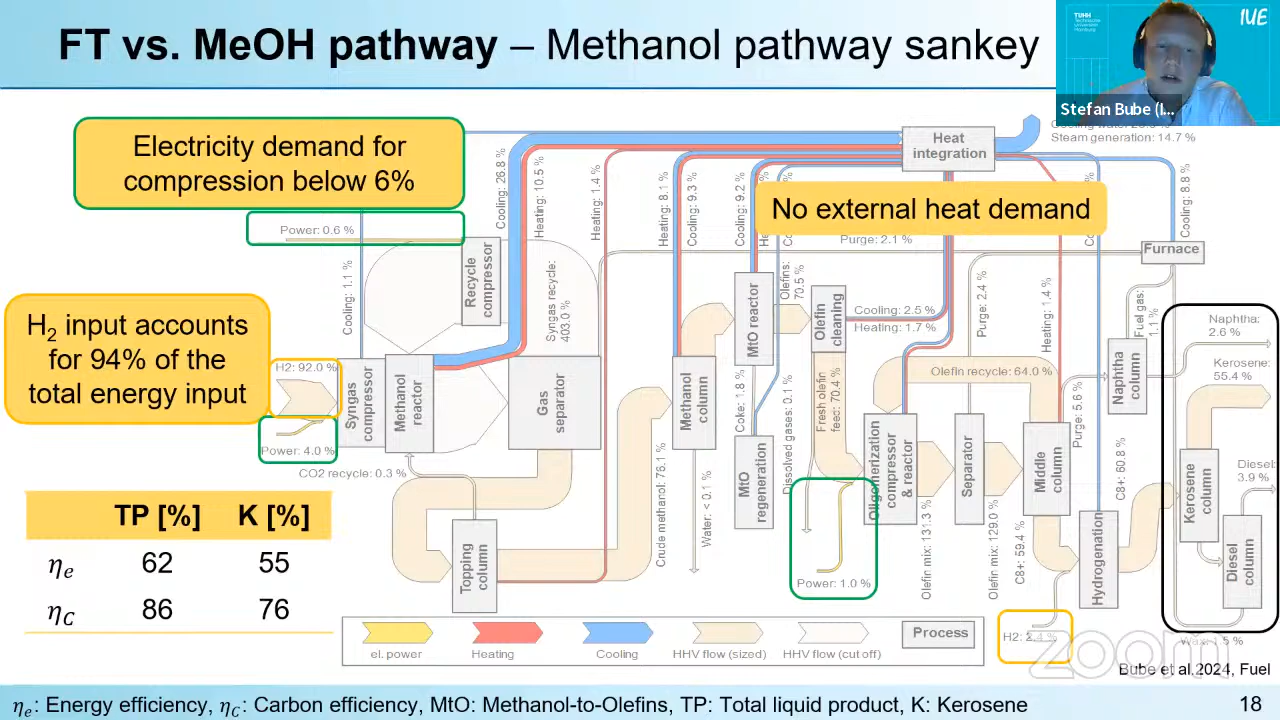 FT vs. MeOH pathway – Methanol pathway sankey
TUHH
Technische
Universität
Hamburg
IUE
Stefan Bube (I...
Electricity demand for
compression below 6%
Heat
integration
Steam generation: 14.7 %
No external heat demand
Power: 0.6 %
Recycle
compressor
Cooling: 1.1 %
Cooling: 26.8 %
Heating: 10.5 %
Heating: 1.4 %
Syngas recycle:
403.0 %
Heating: 8.1 %
Cooling: 9.3 %
Cooling: 9.2 %
Purge: 2.1 %
Cooling: 8.8 %
Furnace
MtO reactor
Olefins:
70.5 %
Olefin
cleaning
Cooling: 2.5 %
Heating: 1.7 %
Purge: 2.4 %
Heating: 1.4 %
Fuel gas:
1.1 %
H2 input accounts
for 94% of the
total energy input
H2: 92.0 %
Power: 4.0 %
Syngas
compressor
Methanol
reactor
Gas
separator
CO2 recycle: 0.3 %
Topping
column
Crude methanol: 76.1 %
Methanol
column
Water: < 0.1 %
Coke: 1.8 %
MtO
regeneration
Dissolved gases: 0.1 %
Fresh olefin
feed: 70.4 %
Power: 1.0 %
Olefin recycle: 64.0 %
Oligomerization
compressor
& reactor
Olefin mix: 131.3 %
Separator
Olefin mix: 129.0 %
Middle
column
C8+: 59.4 %
Purge: 5.6 %
Naphtha
column
C8+: 60.8 %
Hydrogenation
Kerosene
column
Diesel
column
Naphtha:
2.6 %
Kerosene:
55.4 %
Diesel:
3.9 %
TP [%] K [%]
ηe 62 55
ηC 86 76
el. power
Heating
Cooling
HHV flow (sized)
HHV flow (cut off)
Process
zoom
Bube et al.2024, Fuel
ηe: Energy efficiency, ηC: Carbon efficiency, MtO: Methanol-to-Olefins, TP: Total liquid product, K: Kerosene
18